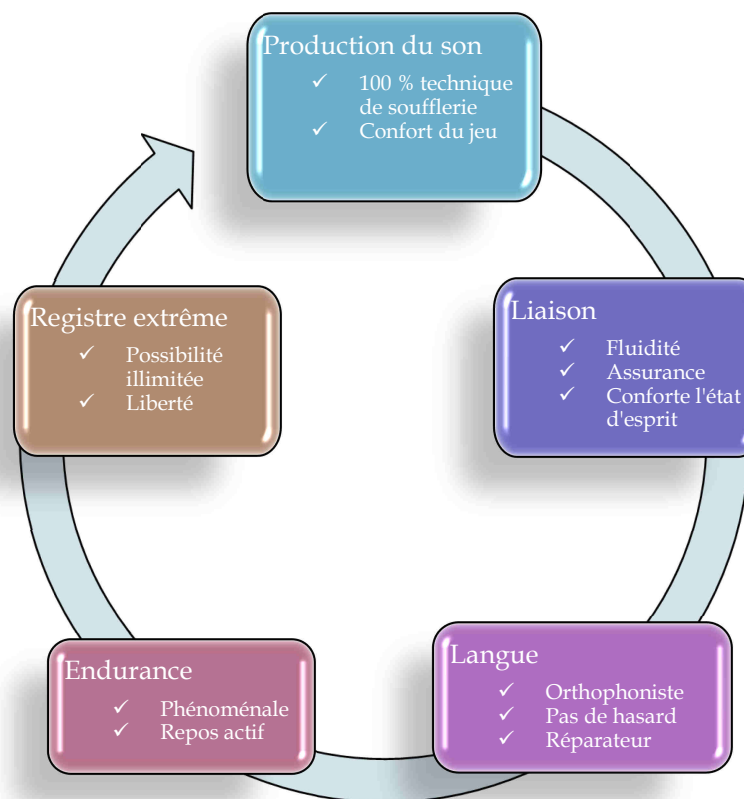 Production du son
✓ 100 % technique
de soufflerie
✓ Confort du jeu
Liaison
✓ Fluidité
✓ Assurance
✓ Conforte l'état
d'esprit
Langue
✓ Orthophoniste
✓ Pas de hasard
✓ Réparateur
Endurance
✓ Phénoménale
✓ Repos actif
Registre extrême
✓ Possibilité
illimitée
✓ Liberté